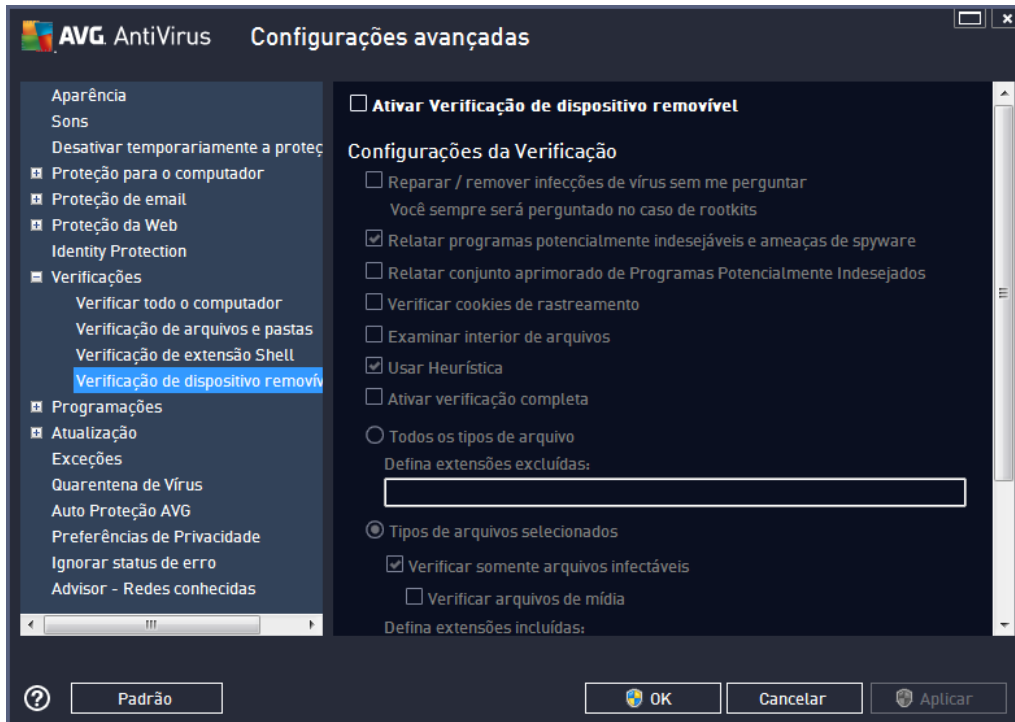 AVG AntiVirus Configurações avançadas
Aparência
Sons
Desativar temporariamente a proteç
Proteção para o computador
Proteção de email
Proteção da Web
Identity Protection
Verificações
Verificar todo o computador
Verificação de arquivos e pastas
Verificação de extensão Shell
Verificação de dispositivo removív
Programações
Atualização
Exceções
Quarentena de Vírus
Auto Proteção AVG
Preferências de Privacidade
Ignorar status de erro
Advisor - Redes conhecidas
Ativar Verificação de dispositivo removível
Configurações da Verificação
Reparar / remover infecções de vírus sem me perguntar
Você sempre será perguntado no caso de rootkits
Relatar programas potencialmente indesejáveis e ameaças de spyware
Relatar conjunto aprimorado de Programas Potencialmente Indesejados
Verificar cookies de rastreamento
Examinar interior de arquivos
Usar Heurística
Ativar verificação completa
Todos os tipos de arquivo
Defina extensões excluídas:
Tipos de arquivos selecionados
Verificar somente arquivos infectáveis
Verificar arquivos de mídia
Defina extensões incluídas:
? Padrão OK Cancelar Aplicar